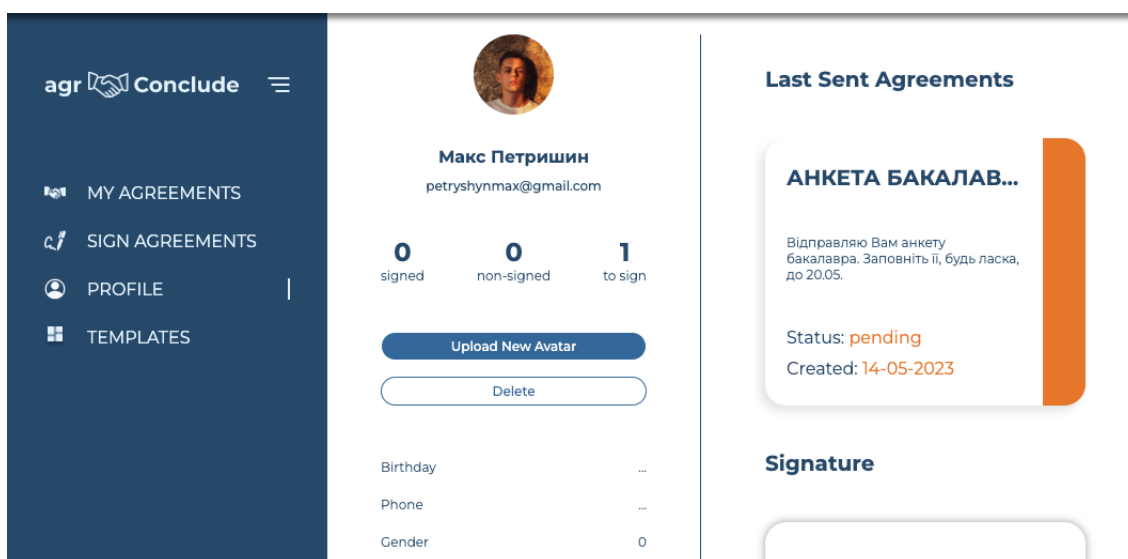 agr Conclude
MY AGREEMENTS
SIGN AGREEMENTS
PROFILE
TEMPLATES
Макс Петришин
petryshynmax@gmail.com
0 0 1
signed non-signed to sign
Upload New Avatar
Delete
Birthday ...
Phone ...
Gender 0
Last Sent Agreements
АНКЕТА БАКАЛАВ...
Відправляю Вам анкету
бакалавра. Заповніть її, будь ласка,
до 20.05.
Status: pending
Created: 14-05-2023
Signature